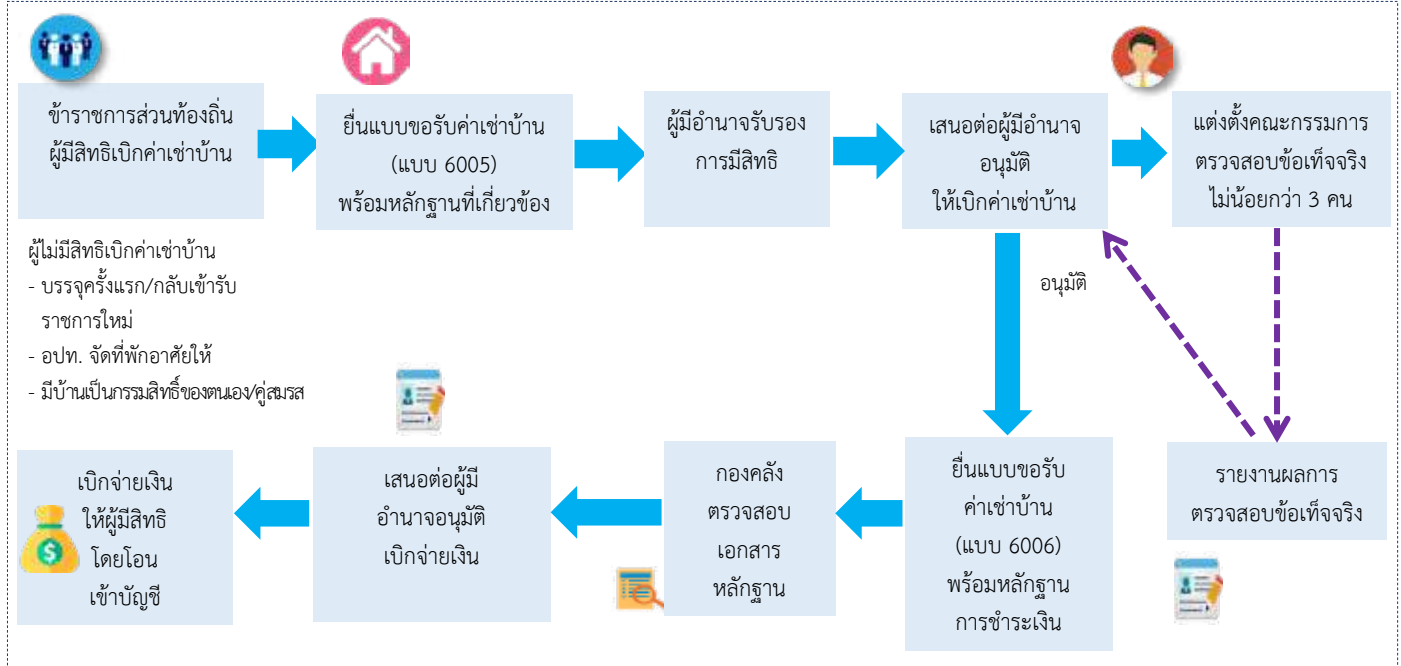 ข้าราชการส่วนท้องถิ่น
ผู้มีสิทธิเบิกค่าเช่าบ้าน
ยื่นแบบขอรับค่าเช่าบ้าน
(แบบ 6005)
พร้อมหลักฐานที่เกี่ยวข้อง
ผู้มีอำนาจรับรอง
การมีสิทธิ
เสนอต่อผู้มีอำนาจ
อนุมัติ
ให้เบิกค่าเช่าบ้าน
แต่งตั้งคณะกรรมการ
ตรวจสอบข้อเท็จจริง
ไม่น้อยกว่า 3 คน
ผู้ไม่มีสิทธิเบิกค่าเช่าบ้าน
- บรรจุครั้งแรก/กลับเข้ารับ
ราชการใหม่
- อปท. จัดที่พักอาศัยให้
- มีบ้านเป็นกรรมสิทธิ์ของตนเอง/คู่สมรส
อนุมัติ
รายงานผลการ
ตรวจสอบข้อเท็จจริง
ยื่นแบบขอรับ
ค่าเช่าบ้าน
(แบบ 6006)
พร้อมหลักฐาน
การชำระเงิน
กองคลัง
ตรวจสอบ
เอกสาร
หลักฐาน
เสนอต่อผู้มี
อำนาจอนุมัติ
เบิกจ่ายเงิน
เบิกจ่ายเงิน
ให้ผู้มีสิทธิ
โดยโอน
เข้าบัญชี